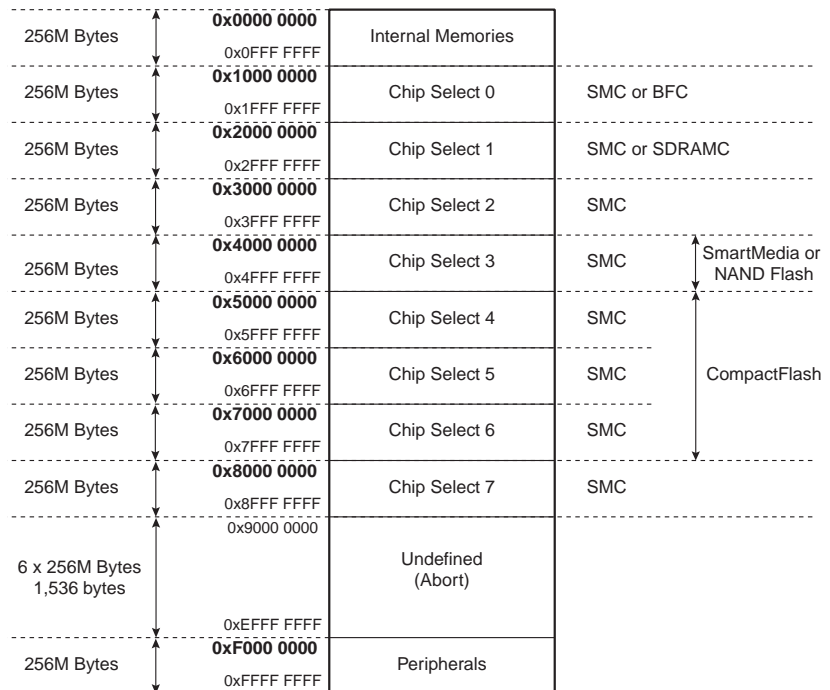 256M Bytes
0x0000 0000
0x0FFF FFFF
Internal Memories
256M Bytes
0x1000 0000
0x1FFF FFFF
Chip Select 0
SMC or BFC
256M Bytes
0x2000 0000
0x2FFF FFFF
Chip Select 1
SMC or SDRAMC
256M Bytes
0x3000 0000
0x3FFF FFFF
Chip Select 2
SMC
256M Bytes
0x4000 0000
0x4FFF FFFF
Chip Select 3
SMC
SmartMedia or
NAND Flash
256M Bytes
0x5000 0000
0x5FFF FFFF
Chip Select 4
SMC
256M Bytes
0x6000 0000
0x6FFF FFFF
Chip Select 5
SMC
CompactFlash
256M Bytes
0x7000 0000
0x7FFF FFFF
Chip Select 6
SMC
256M Bytes
0x8000 0000
0x8FFF FFFF
Chip Select 7
SMC
6 x 256M Bytes
1,536 bytes
0x9000 0000
0xEFFF FFFF
Undefined
(Abort)
256M Bytes
0xF000 0000
0xFFFF FFFF
Peripherals